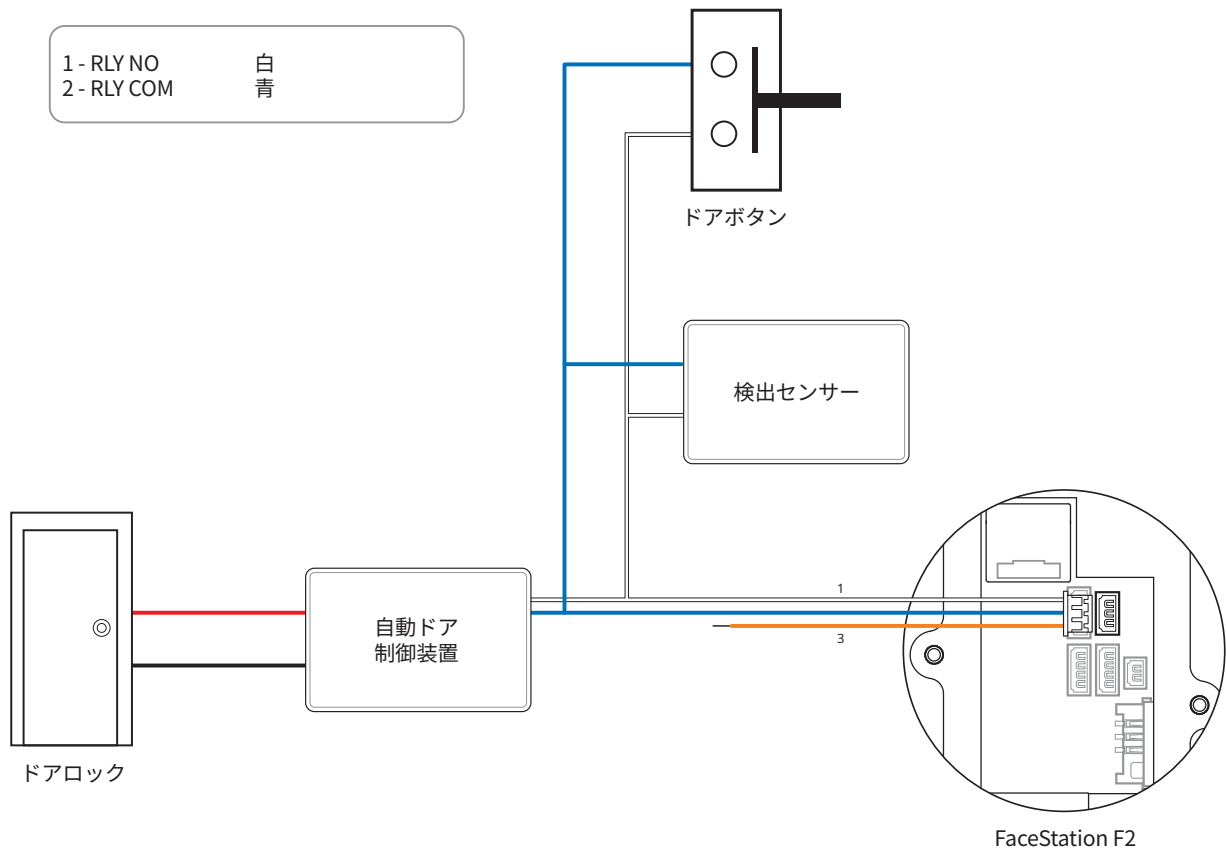 1 - RLY NO 白
2 - RLY COM 青
ドアボタン
検出センサー
1
自動ドア
制御装置
3
ドアロック
FaceStation F2